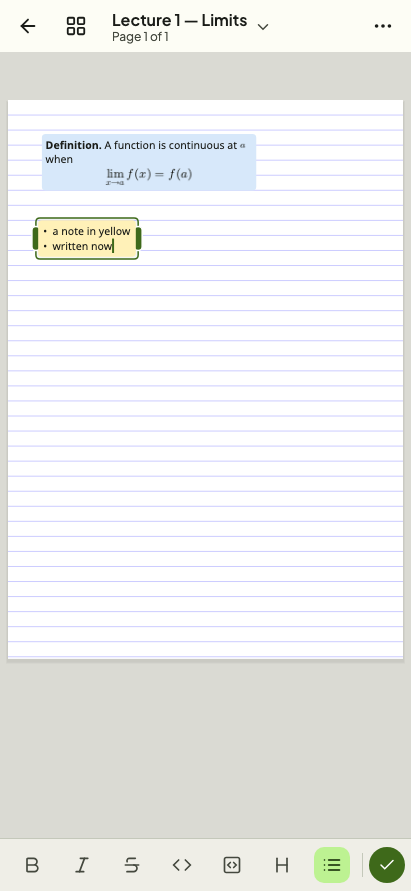 Lecture 1 — Limits
Page 1 of 1
Definition. A function is continuous at a
when
lim x→a f(x) = f(a)
• a note in yellow
• written now
B I S <> H